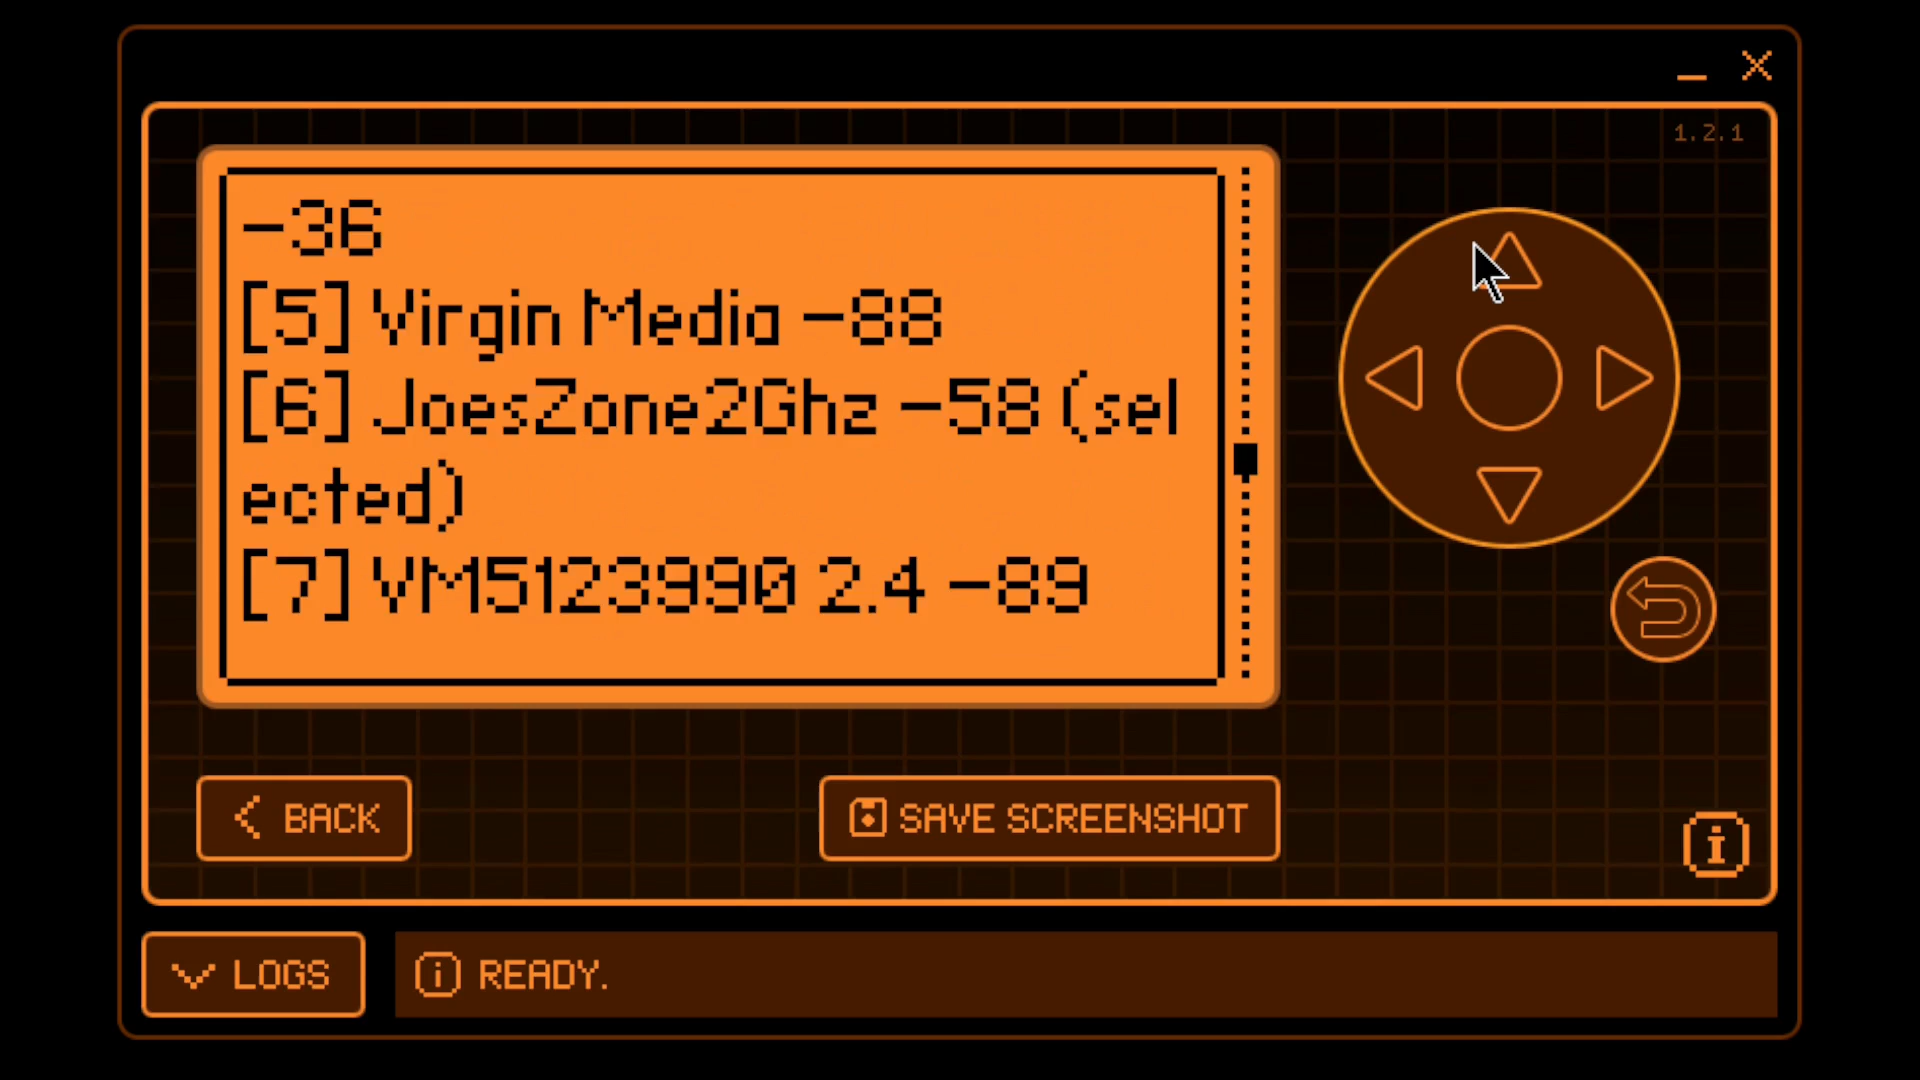 1.2.1
-36
[5] Virgin Media -88
[6] JoesZone2Ghz -58 (sel
ected)
[7] VM5123990 2.4 -89
BACK
SAVE SCREENSHOT
LOGS
READY.